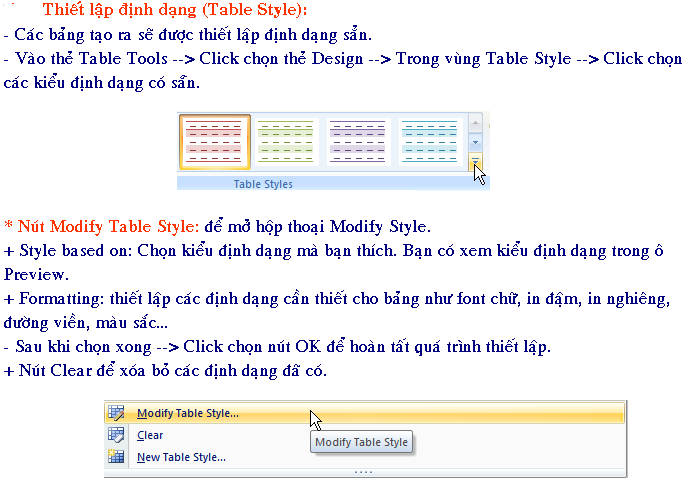 Thiết lập định dạng (Table Style):
- Các bảng tạo ra sẽ được thiết lập định dạng sẵn.
- Vào thẻ Table Tools --> Click chọn thẻ Design --> Trong vùng Table Style --> Click chọn
các kiểu định dạng có sẵn.
Table Styles
* Nút Modify Table Style: để mở hộp thoại Modify Style.
+ Style based on: Chọn kiểu định dạng mà bạn thích. Bạn có xem kiểu định dạng trong ô
Preview.
+ Formatting: thiết lập các định dạng cần thiết cho bảng như font chữ, in đậm, in nghiêng,
đường viền, màu sắc...
- Sau khi chọn xong --> Click chọn nút OK để hoàn tất quá trình thiết lập.
+ Nút Clear để xóa bỏ các định dạng đã có.
Modify Table Style...
Clear
Modify Table Style
New Table Style...